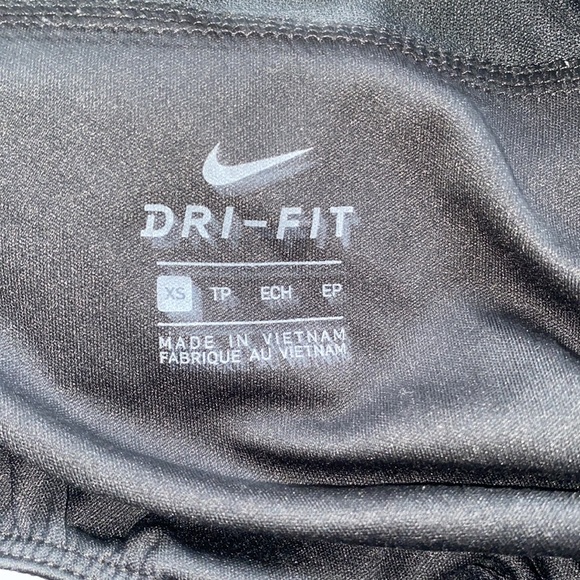 DRI-FIT
XS TP ECH EP
MADE IN VIETNAM
FABRIQUE AU VIETNAM